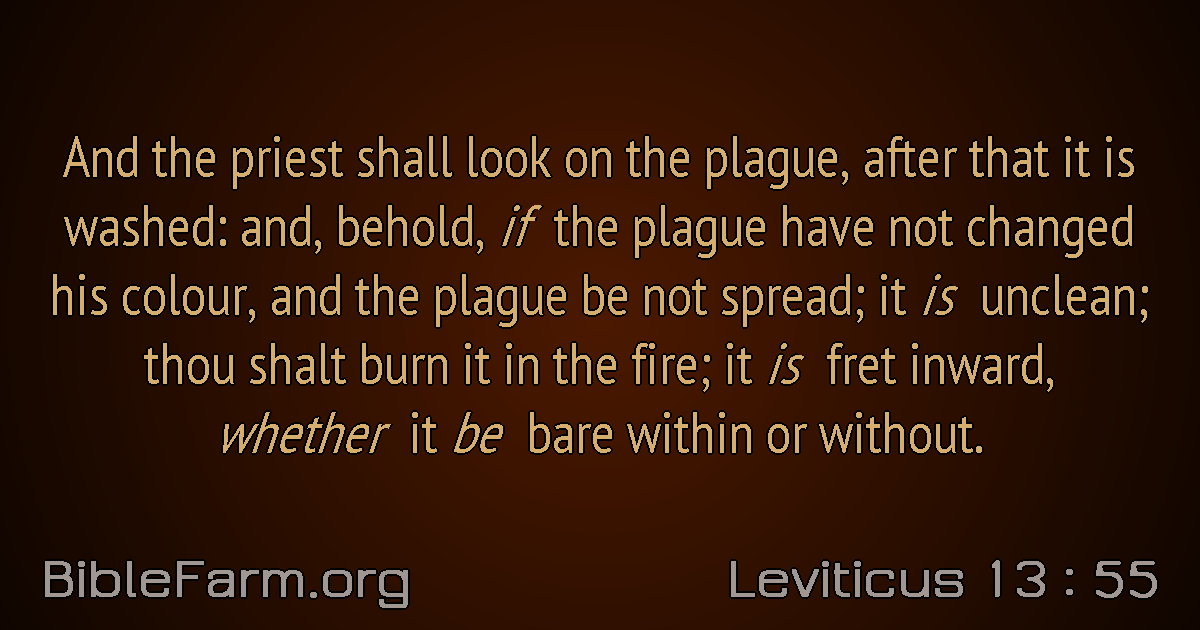 And the priest shall look on the plague, after that it is
washed: and, behold, if the plague have not changed
his colour, and the plague be not spread; it is unclean;
thou shalt burn it in the fire; it is fret inward,
whether it be bare within or without.
BibleFarm.org
Leviticus 13 : 55